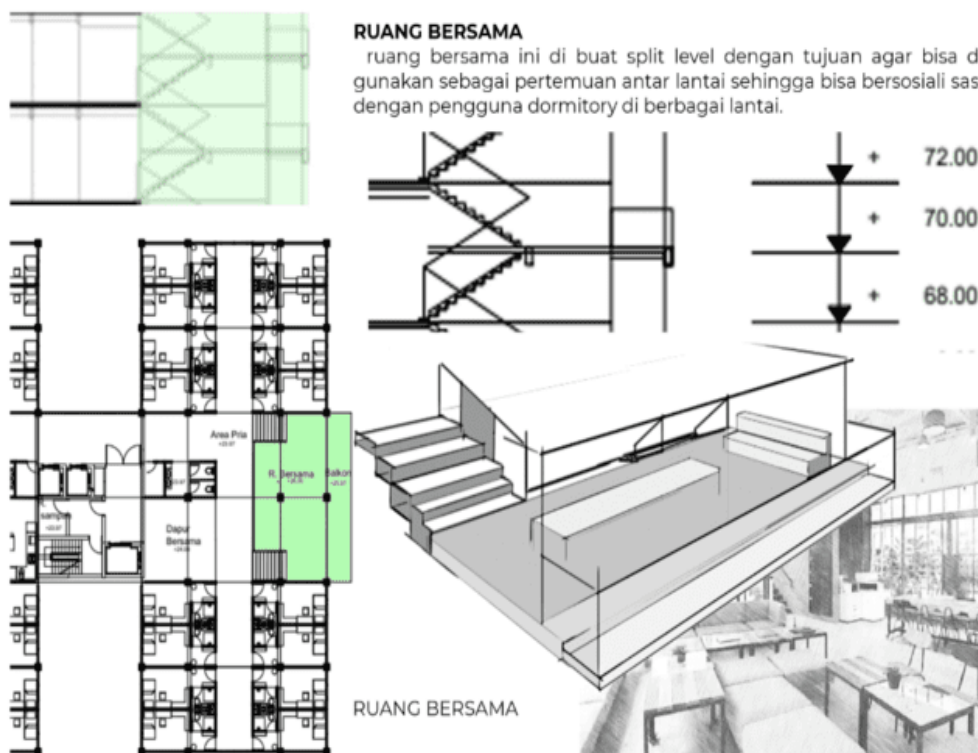 RUANG BERSAMA
ruang bersama ini di buat split level dengan tujuan agar bisa d
gunakan sebagai pertemuan antar lantai sehingga bisa bersosiali sas
dengan pengguna dormitory di berbagai lantai.
+ 72.00
+ 70.00
+ 68.00
Area Pria
R. Bersama
Balkon
Dapur
Bersama
RUANG BERSAMA